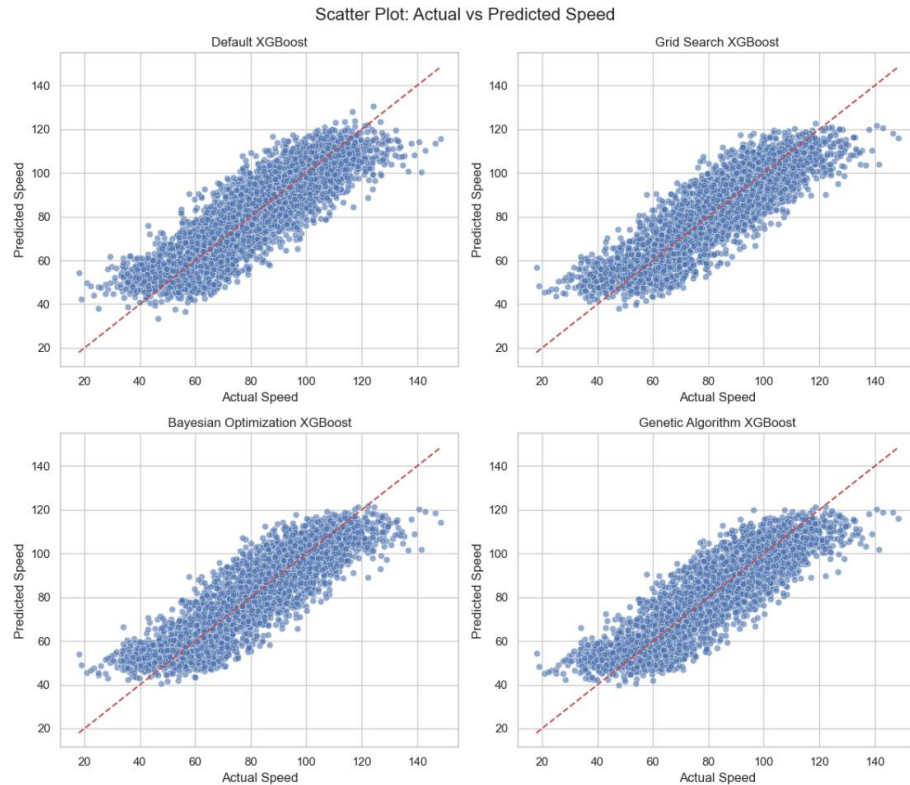 Scatter Plot: Actual vs Predicted Speed
Default XGBoost
140
120
100
80
60
40
20
Predicted Speed
20 40 60 80 100 120 140
Actual Speed
Grid Search XGBoost
140
120
100
80
60
40
20
Predicted Speed
20 40 60 80 100 120 140
Actual Speed
Bayesian Optimization XGBoost
140
120
100
80
60
40
20
Predicted Speed
20 40 60 80 100 120 140
Actual Speed
Genetic Algorithm XGBoost
140
120
100
80
60
40
20
Predicted Speed
20 40 60 80 100 120 140
Actual Speed